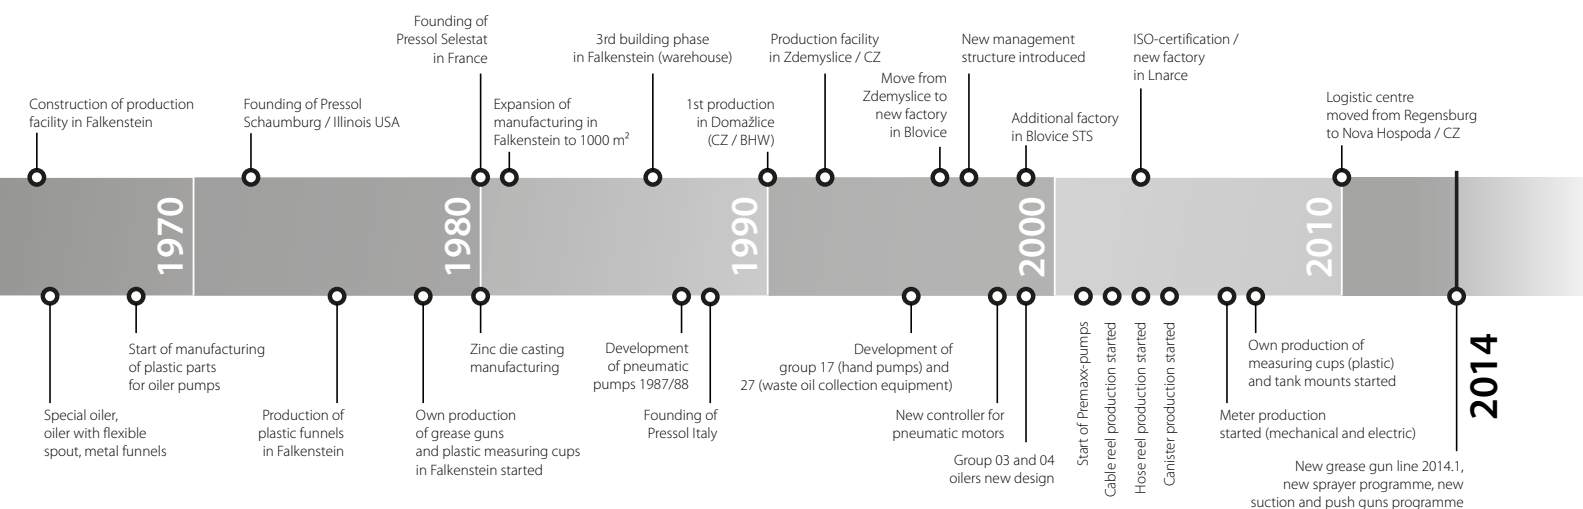 Founding of
Pressol Selestat
in France
3rd building phase
in Falkenstein (warehouse)
Production facility
in Zdemyslice / CZ
New management
structure introduced
ISO-certification /
new factory
in Lnarce
Construction of production
facility in Falkenstein
Founding of Pressol
Schaumburg / Illinois USA
Expansion of
manufacturing in
Falkenstein to 1000 m²
1st production
in Domažlice
(CZ / BHW)
Move from
Zdemyslice to
new factory
in Blovice
Additional factory
in Blovice STS
Logistic centre
moved from Regensburg
to Nova Hospoda / CZ
1970
1980
1990
2000
2010
2014
Start of manufacturing
of plastic parts
for oiler pumps
Zinc die casting
manufacturing
Development
of pneumatic
pumps 1987/88
Development of
group 17 (hand pumps) and
27 (waste oil collection equipment)
Start of Premaxx-pumps
Cable reel production started
Hose reel production started
Canister production started
Own production of
measuring cups (plastic)
and tank mounts started
Special oiler,
oiler with flexible
spout, metal funnels
Production of
plastic funnels
in Falkenstein
Own production
of grease guns
and plastic measuring cups
in Falkenstein started
Founding of
Pressol Italy
New controller for
pneumatic motors
Group 03 and 04
oilers new design
Meter production
started (mechanical and electric)
New grease gun line 2014.1,
new sprayer programme, new
suction and push guns programme